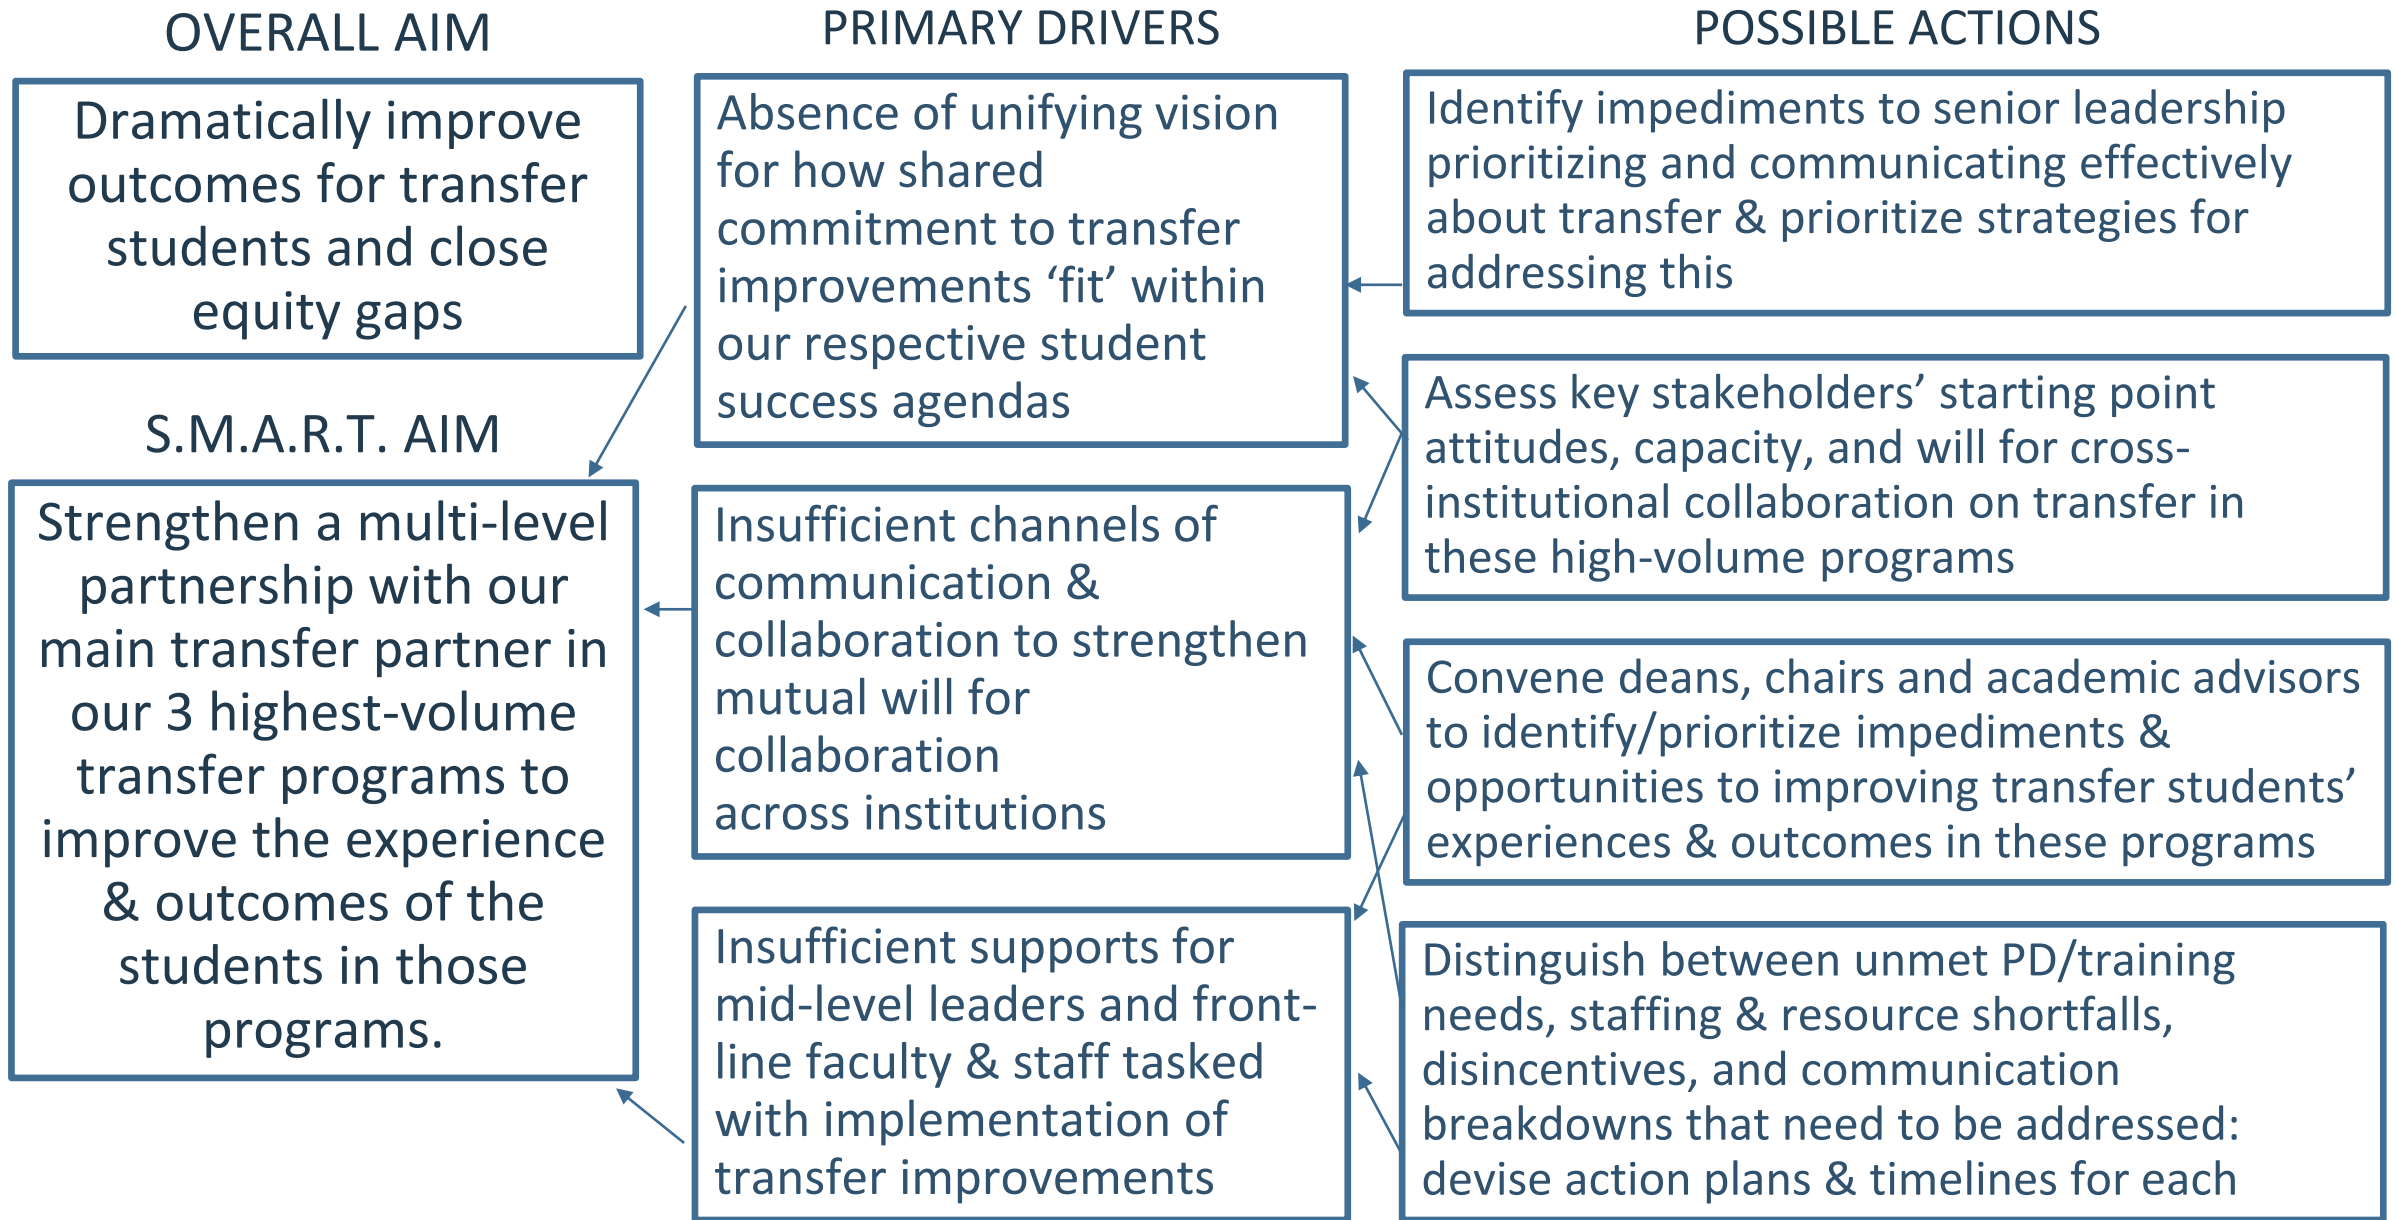 OVERALL AIM
Dramatically improve
outcomes for transfer
students and close
equity gaps
S.M.A.R.T. AIM
Strengthen a multi-level
partnership with our
main transfer partner in
our 3 highest-volume
transfer programs to
improve the experience
& outcomes of the
students in those
programs.
PRIMARY DRIVERS
Absence of unifying vision
for how shared
commitment to transfer
improvements ‘fit’ within
our respective student
success agendas
Insufficient channels of
communication &
collaboration to strengthen
mutual will for
collaboration
across institutions
Insufficient supports for
mid-level leaders and front-
line faculty & staff tasked
with implementation of
transfer improvements
POSSIBLE ACTIONS
Identify impediments to senior leadership
prioritizing and communicating effectively
about transfer & prioritize strategies for
addressing this
Assess key stakeholders’ starting point
attitudes, capacity, and will for cross-
institutional collaboration on transfer in
these high-volume programs
Convene deans, chairs and academic advisors
to identify/prioritize impediments &
opportunities to improving transfer students’
experiences & outcomes in these programs
Distinguish between unmet PD/training
needs, staffing & resource shortfalls,
disincentives, and communication
breakdowns that need to be addressed:
devise action plans & timelines for each